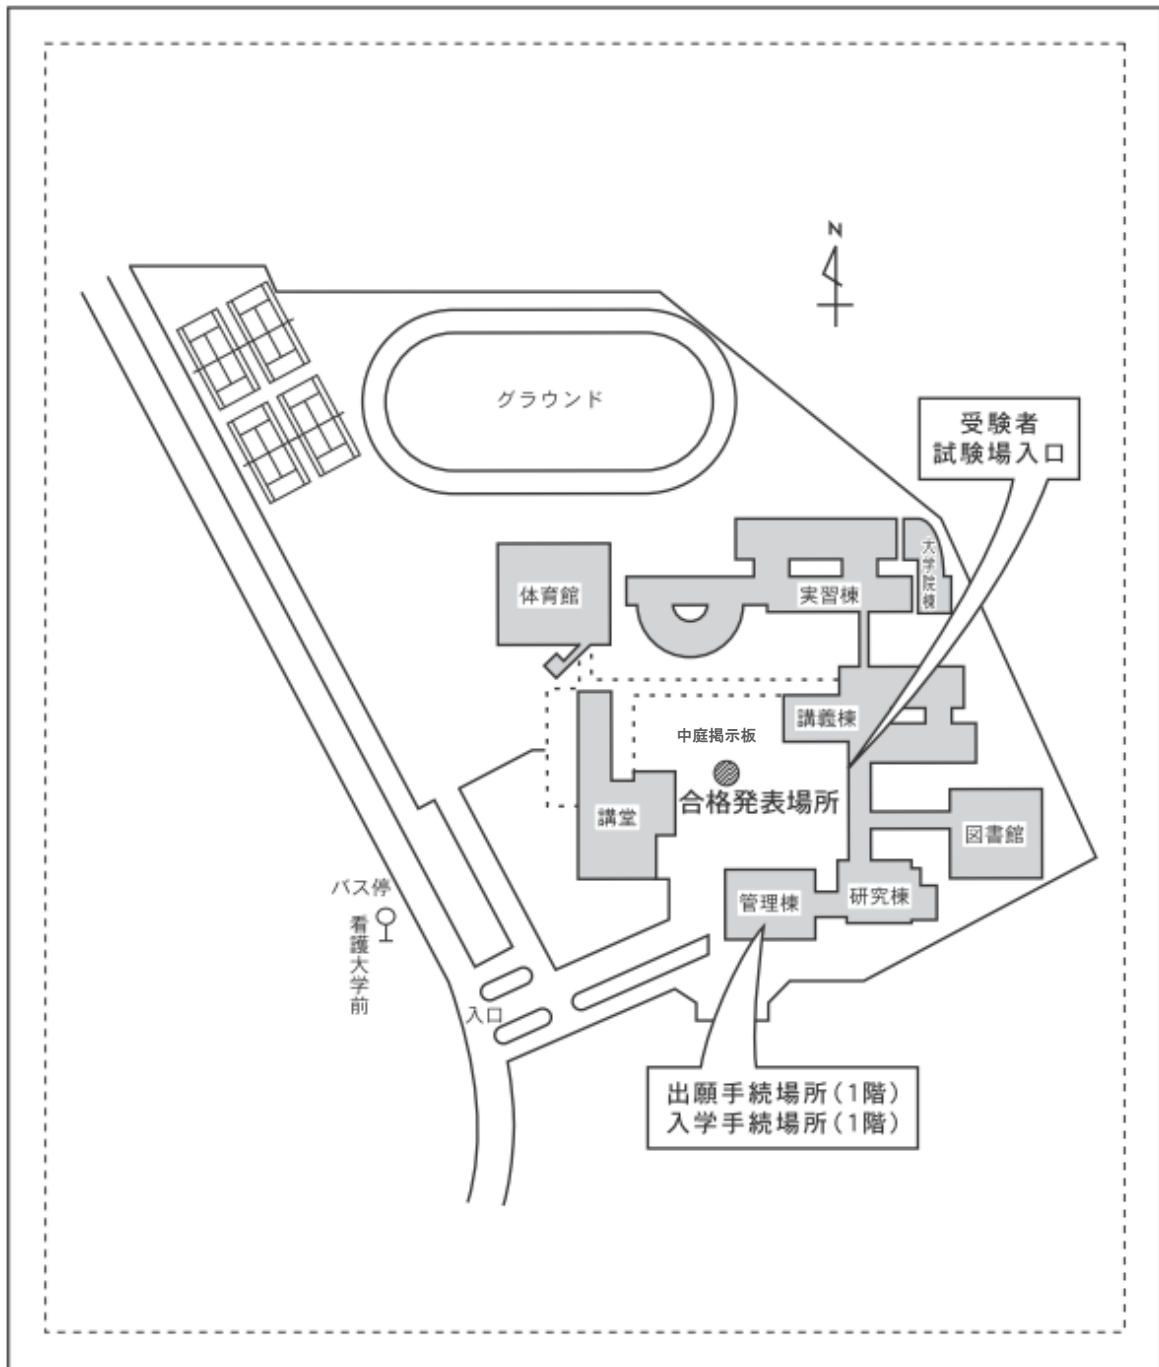 N
グラウンド
受験者
試験場入口
大学院棟
体育館
実習棟
講義棟
中庭掲示板
合格発表場所
講堂
図書館
バス停
看護大学前
管理棟
研究棟
入口
出願手続場所(1階)
入学手続場所(1階)